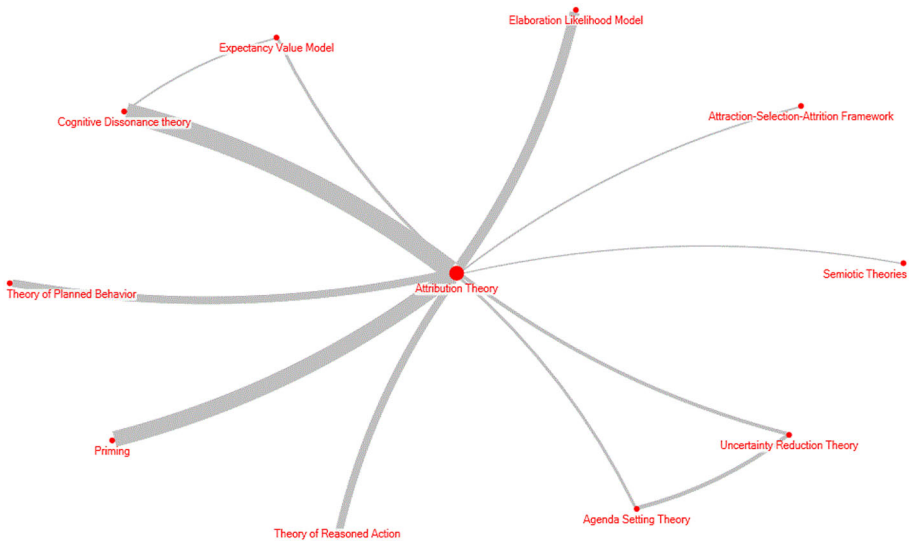 Elaboration Likelihood Model
Expectancy Value Model
Cognitive Dissonance theory
Attraction-Selection-Attrition Framework
Semiotic Theories
Attribution Theory
Theory of Planned Behavior
Priming
Uncertainty Reduction Theory
Agenda Setting Theory
Theory of Reasoned Action